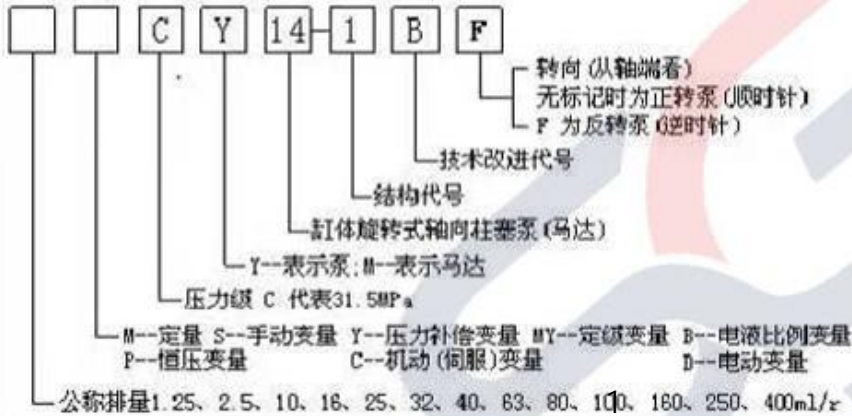 C Y 14-1 B F
转向(从轴端看)
无标记时为正转泵(顺时针)
F 为反转泵(逆时针)
技术改进代号
结构代号
缸体旋转式轴向柱塞泵(马达)
Y--表示泵;M--表示马达
压力级 C 代表31.5MPa
M--定量 S--手动变量 Y--压力补偿变量 MY--定级变量 B--电液比例变量
P--恒压变量 C--机动(伺服)变量 D--电动变量
公称排量1.25、2.5、10、16、25、32、40、63、80、100、160、250、400ml/r